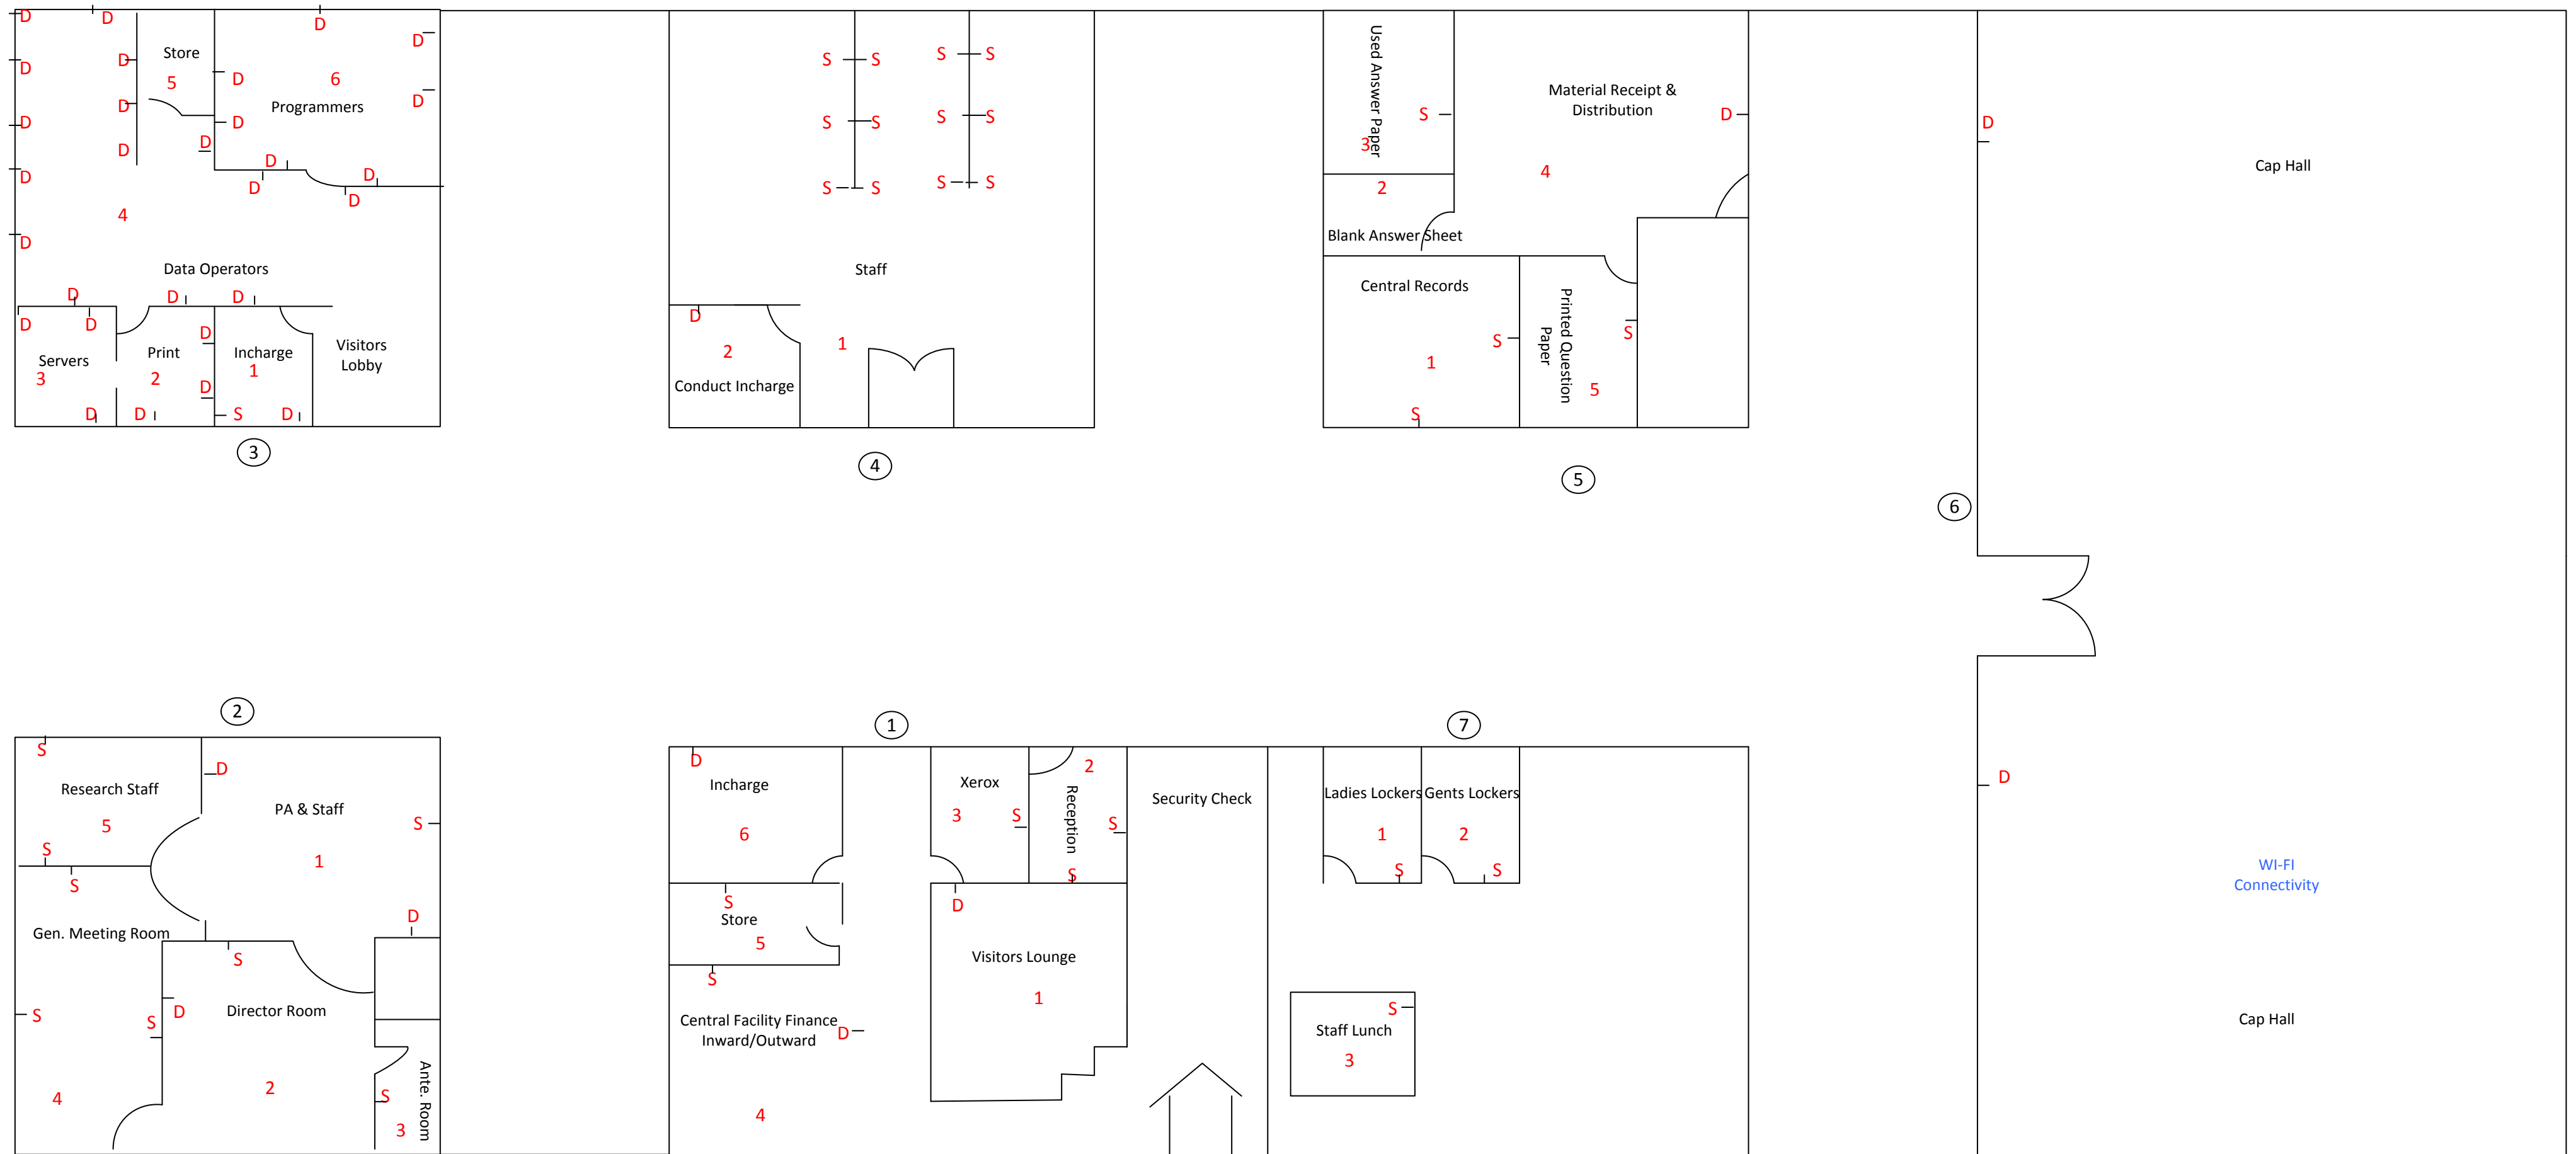 D
D
D
D
D
D
D
D
D
D
Store
5
D
D
D
D
D
6
Programmers
D
D
D
D
D
D
4
Data Operators
D
D
D
D
D
Servers
3
D
Print
2
D
D
D
Incharge
1
S
D
Visitors
Lobby
3
S
S
S
S
S
S
S
S
S
S
S
S
Staff
D
2
Conduct Incharge
1
4
Used Answer Paper
S
3
2
Blank Answer Sheet
Material Receipt &
Distribution
D
4
Central Records
S
1
S
Printed Question
Paper
S
5
5
D
Cap Hall
6
2
S
Research Staff
5
S
D
PA & Staff
S
1
D
S
Gen. Meeting Room
S
S
4
S
D
Director Room
2
S
Ante. Room
3
1
D
Incharge
6
S
Store
5
S
Central Facility Finance
Inward/Outward
D
4
Xerox
3
S
2
Reception
S
S
D
Visitors Lounge
1
Security Check
7
Ladies Lockers
1
S
Gents Lockers
2
S
S
Staff Lunch
3
D
WI-FI
Connectivity
Cap Hall